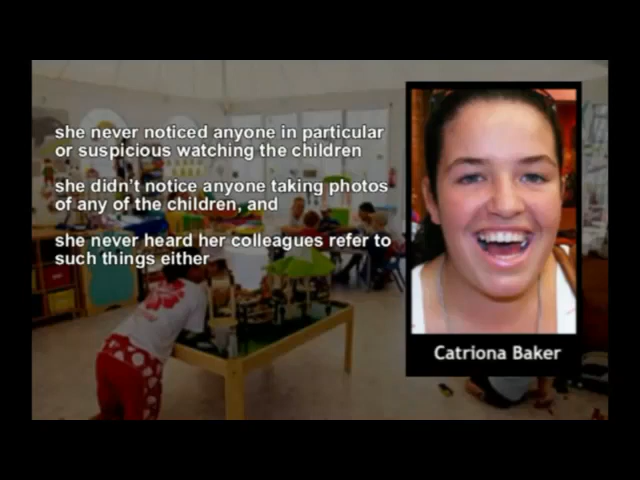 she never noticed anyone in particular
or suspicious watching the children
she didn't notice anyone taking photos
of any of the children, and
she never heard her colleagues refer to
such things either
Catriona Baker